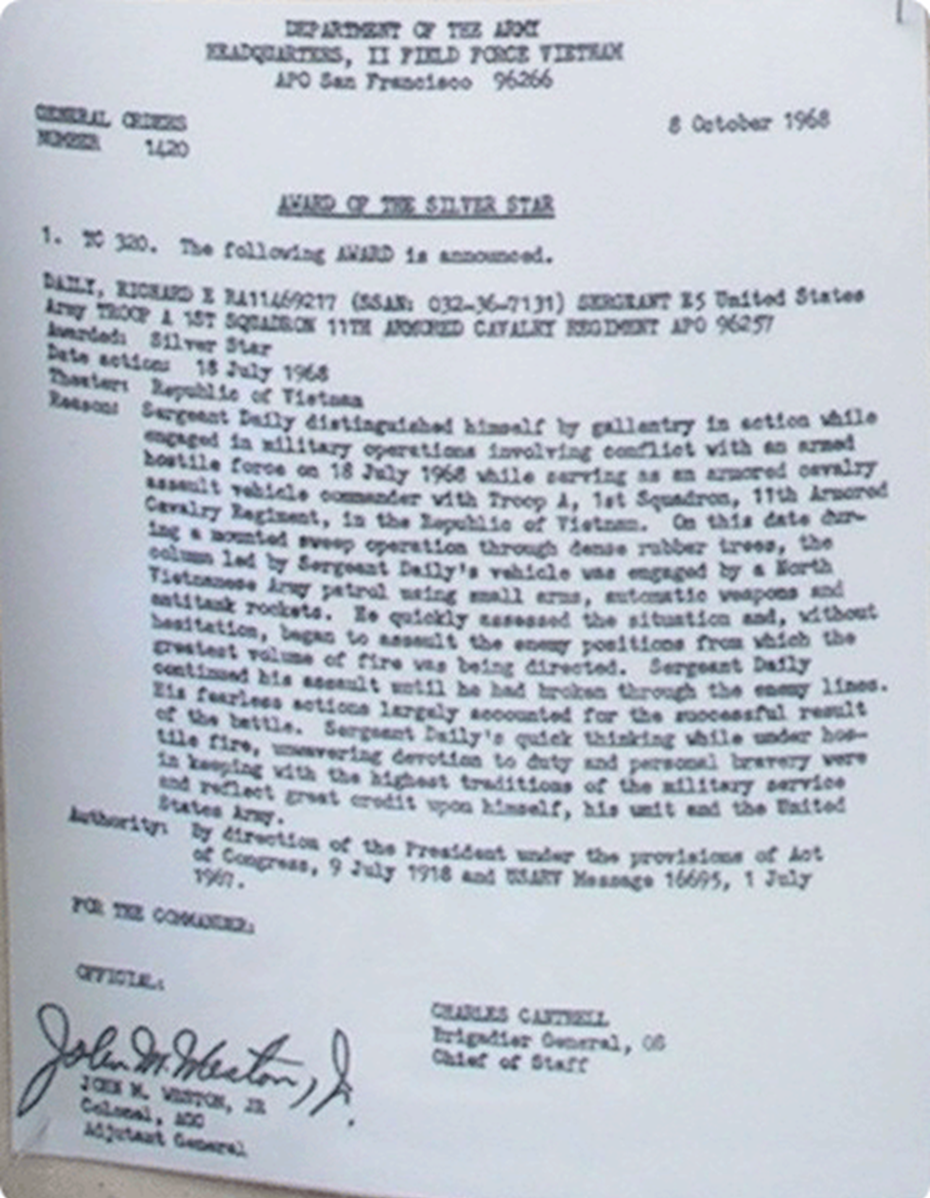 DEPARTMENT OF THE ARMY
HEADQUARTERS, II FIELD FORCE VIETNAM
APO San Francisco 96266
GENERAL ORDERS
NUMBER 1420
8 October 1968
AWARD OF THE SILVER STAR
1. TC 320. The following AWARD is announced.
DAILY, RICHARD E RA11469217 (SSAN: 032-36-7131) SERGEANT E5 United States
Army TROOP A 1ST SQUADRON 11TH ARMORED CAVALRY REGIMENT APO 96257
Awarded: Silver Star
Date action: 18 July 1968
Theater: Republic of Vietnam
Reason: Sergeant Daily distinguished himself by gallantry in action while
engaged in military operations involving conflict with an armed
hostile force on 18 July 1968 while serving as an armored cavalry
assault vehicle commander with Troop A, 1st Squadron, 11th Armored
Cavalry Regiment, in the Republic of Vietnam. On this date dur-
ing a mounted sweep operation through dense rubber trees, the
column led by Sergeant Daily's vehicle was engaged by a North
Vietnamese Army patrol using small arms, automatic weapons and
antitank rockets. He quickly assessed the situation and, without
hesitation, began to assault the enemy positions from which the
greatest volume of fire was being directed. Sergeant Daily
continued his assault until he had broken through the enemy lines.
His fearless actions largely accounted for the successful result
of the battle. Sergeant Daily's quick thinking while under hos-
tile fire, unwavering devotion to duty and personal bravery were
in keeping with the highest traditions of the military service
and reflect great credit upon himself, his unit and the United
States Army.
Authority: By direction of the President under the provisions of Act
of Congress, 9 July 1918 and USARV Message 16695, 1 July
1967.
FOR THE COMMANDER:
OFFICIAL:
CHARLES CANTRELL
Brigadier General, GS
Chief of Staff
John M. Weston, Jr.
JOHN M. WESTON, JR
Colonel, AGC
Adjutant General